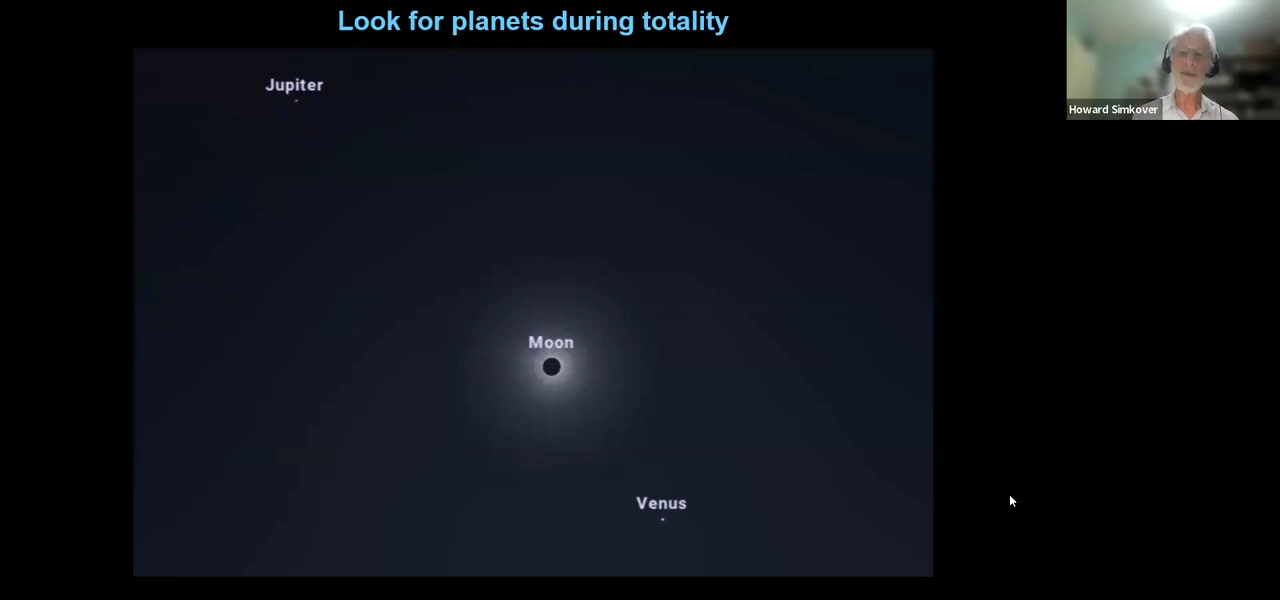 Look for planets during totality
Jupiter
Howard Simkover
Moon
Venus